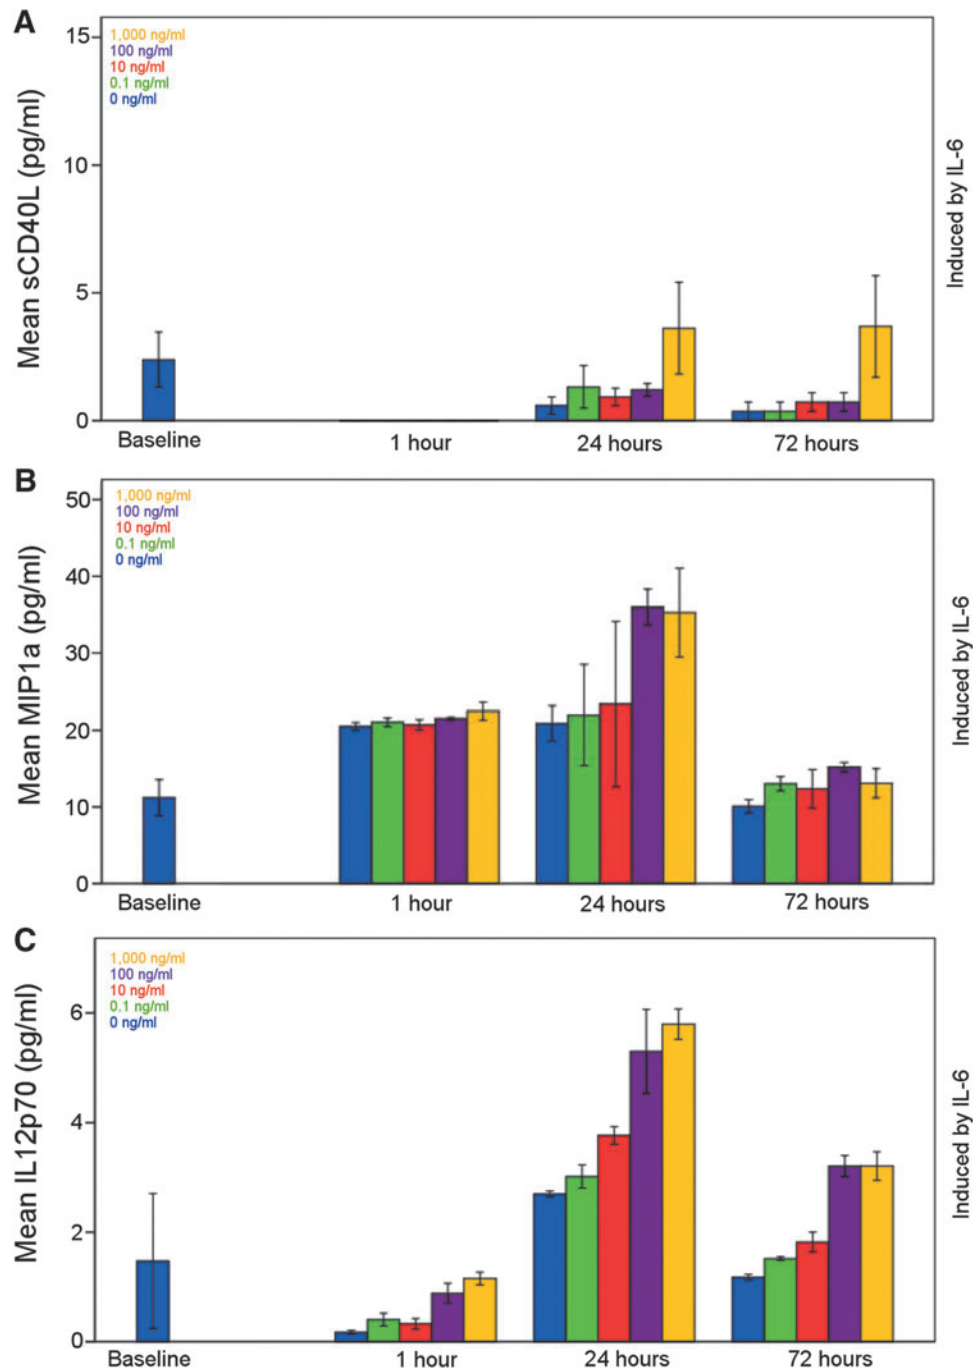 A
1,000 ng/ml
100 ng/ml
10 ng/ml
0.1 ng/ml
0 ng/ml
15
10
5
0
Mean sCD40L (pg/ml)
Induced by IL-6
Baseline
1 hour
24 hours
72 hours
B
1,000 ng/ml
100 ng/ml
10 ng/ml
0.1 ng/ml
0 ng/ml
50
40
30
20
10
0
Mean MIP1a (pg/ml)
Induced by IL-6
Baseline
1 hour
24 hours
72 hours
C
1,000 ng/ml
100 ng/ml
10 ng/ml
0.1 ng/ml
0 ng/ml
6
4
2
0
Mean IL12p70 (pg/ml)
Induced by IL-6
Baseline
1 hour
24 hours
72 hours